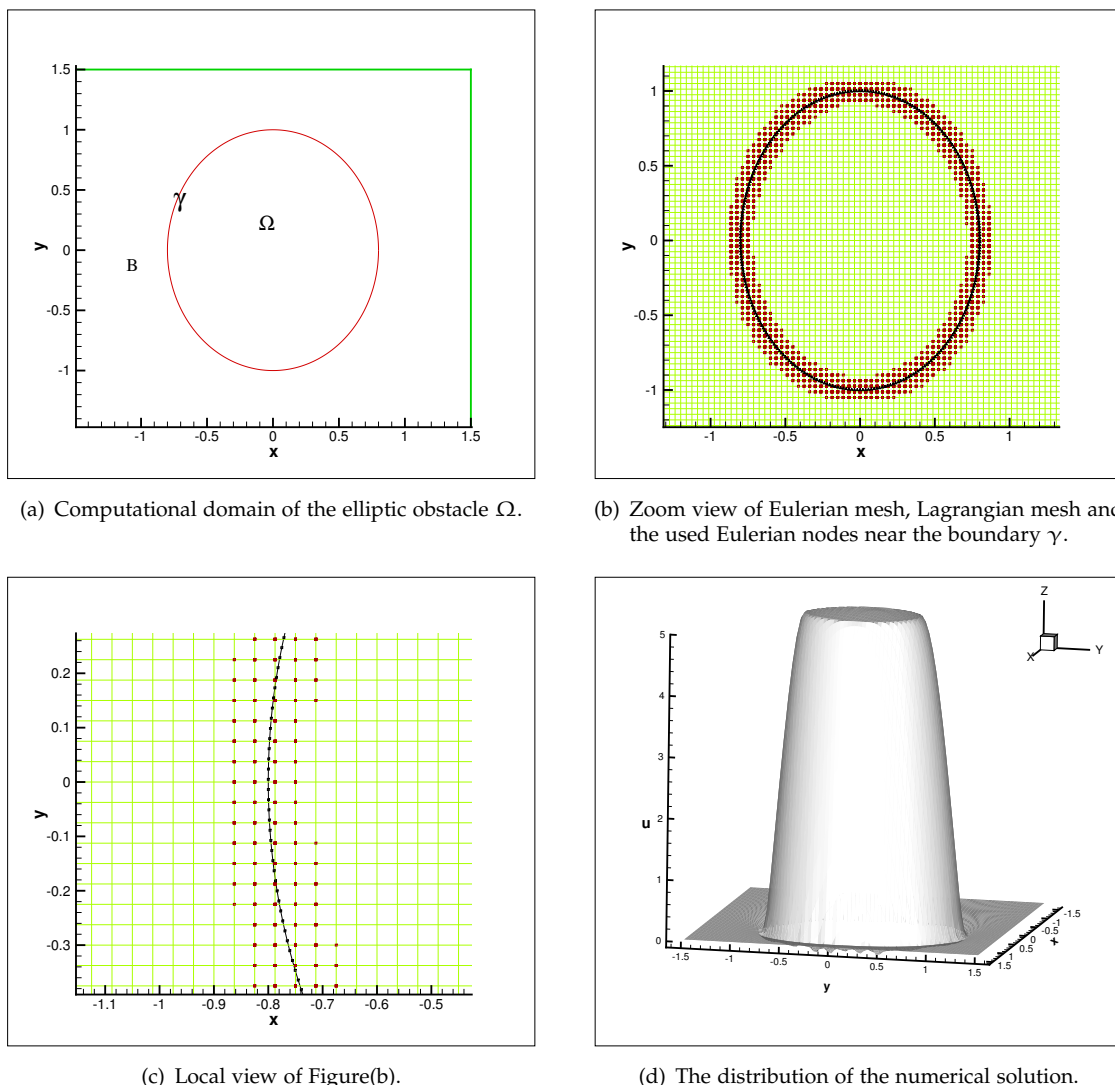 1.5
1
0.5
0
-0.5
-1
y
γ
Ω
B
-1
-0.5
0
0.5
1
1.5
x
(a) Computational domain of the elliptic obstacle Ω.
1
0.5
0
-0.5
-1
y
-1
-0.5
0
0.5
1
x
(b) Zoom view of Eulerian mesh, Lagrangian mesh and
the used Eulerian nodes near the boundary γ.
0.2
0.1
0
-0.1
-0.2
-0.3
y
-1.1
-1
-0.9
-0.8
-0.7
-0.6
-0.5
x
(c) Local view of Figure(b).
Z
X
Y
5
4
3
u
2
1
0
-1.5
-1
-0.5
0
0.5
1
1.5
y
-1.5
-1
-0.5
0
0.5
1
1.5
x
(d) The distribution of the numerical solution.